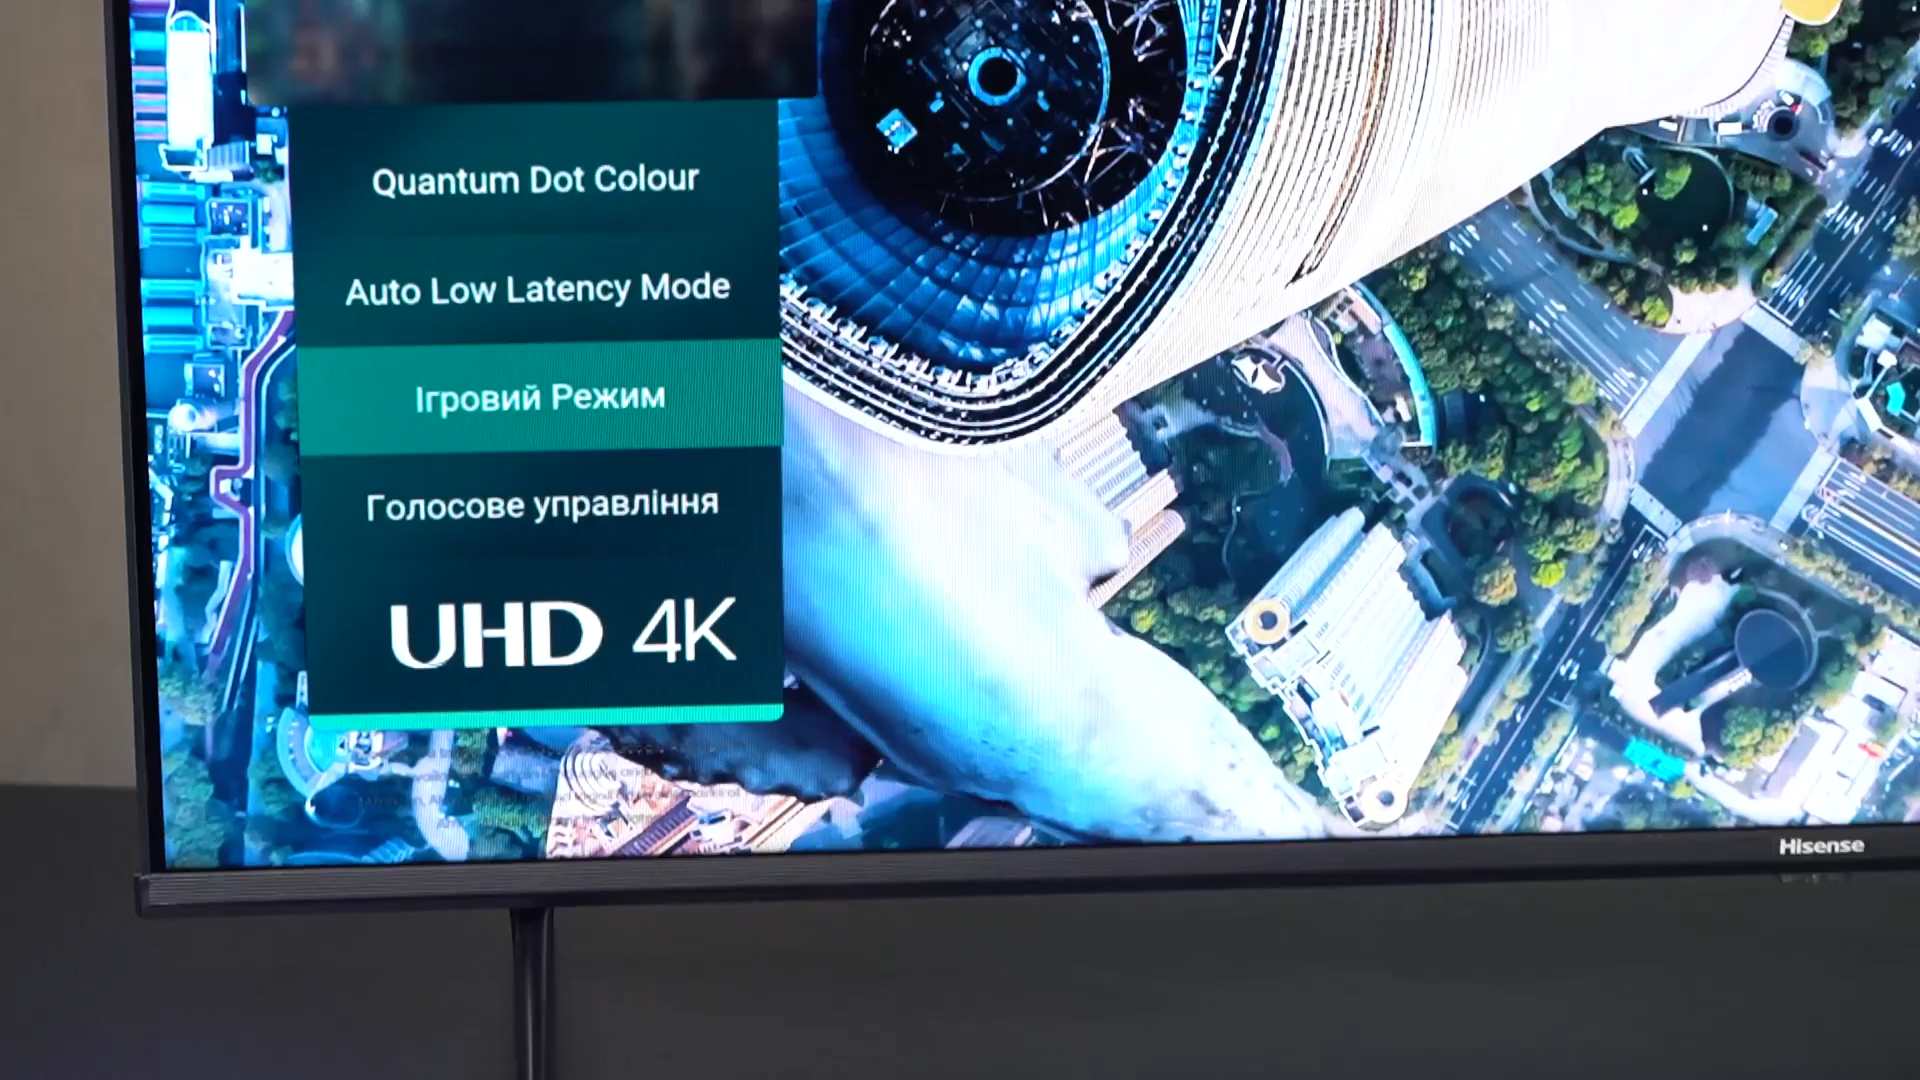 Quantum Dot Colour
Auto Low Latency Mode
Ігровий Режим
Голосове управління
UHD 4K
Hisense